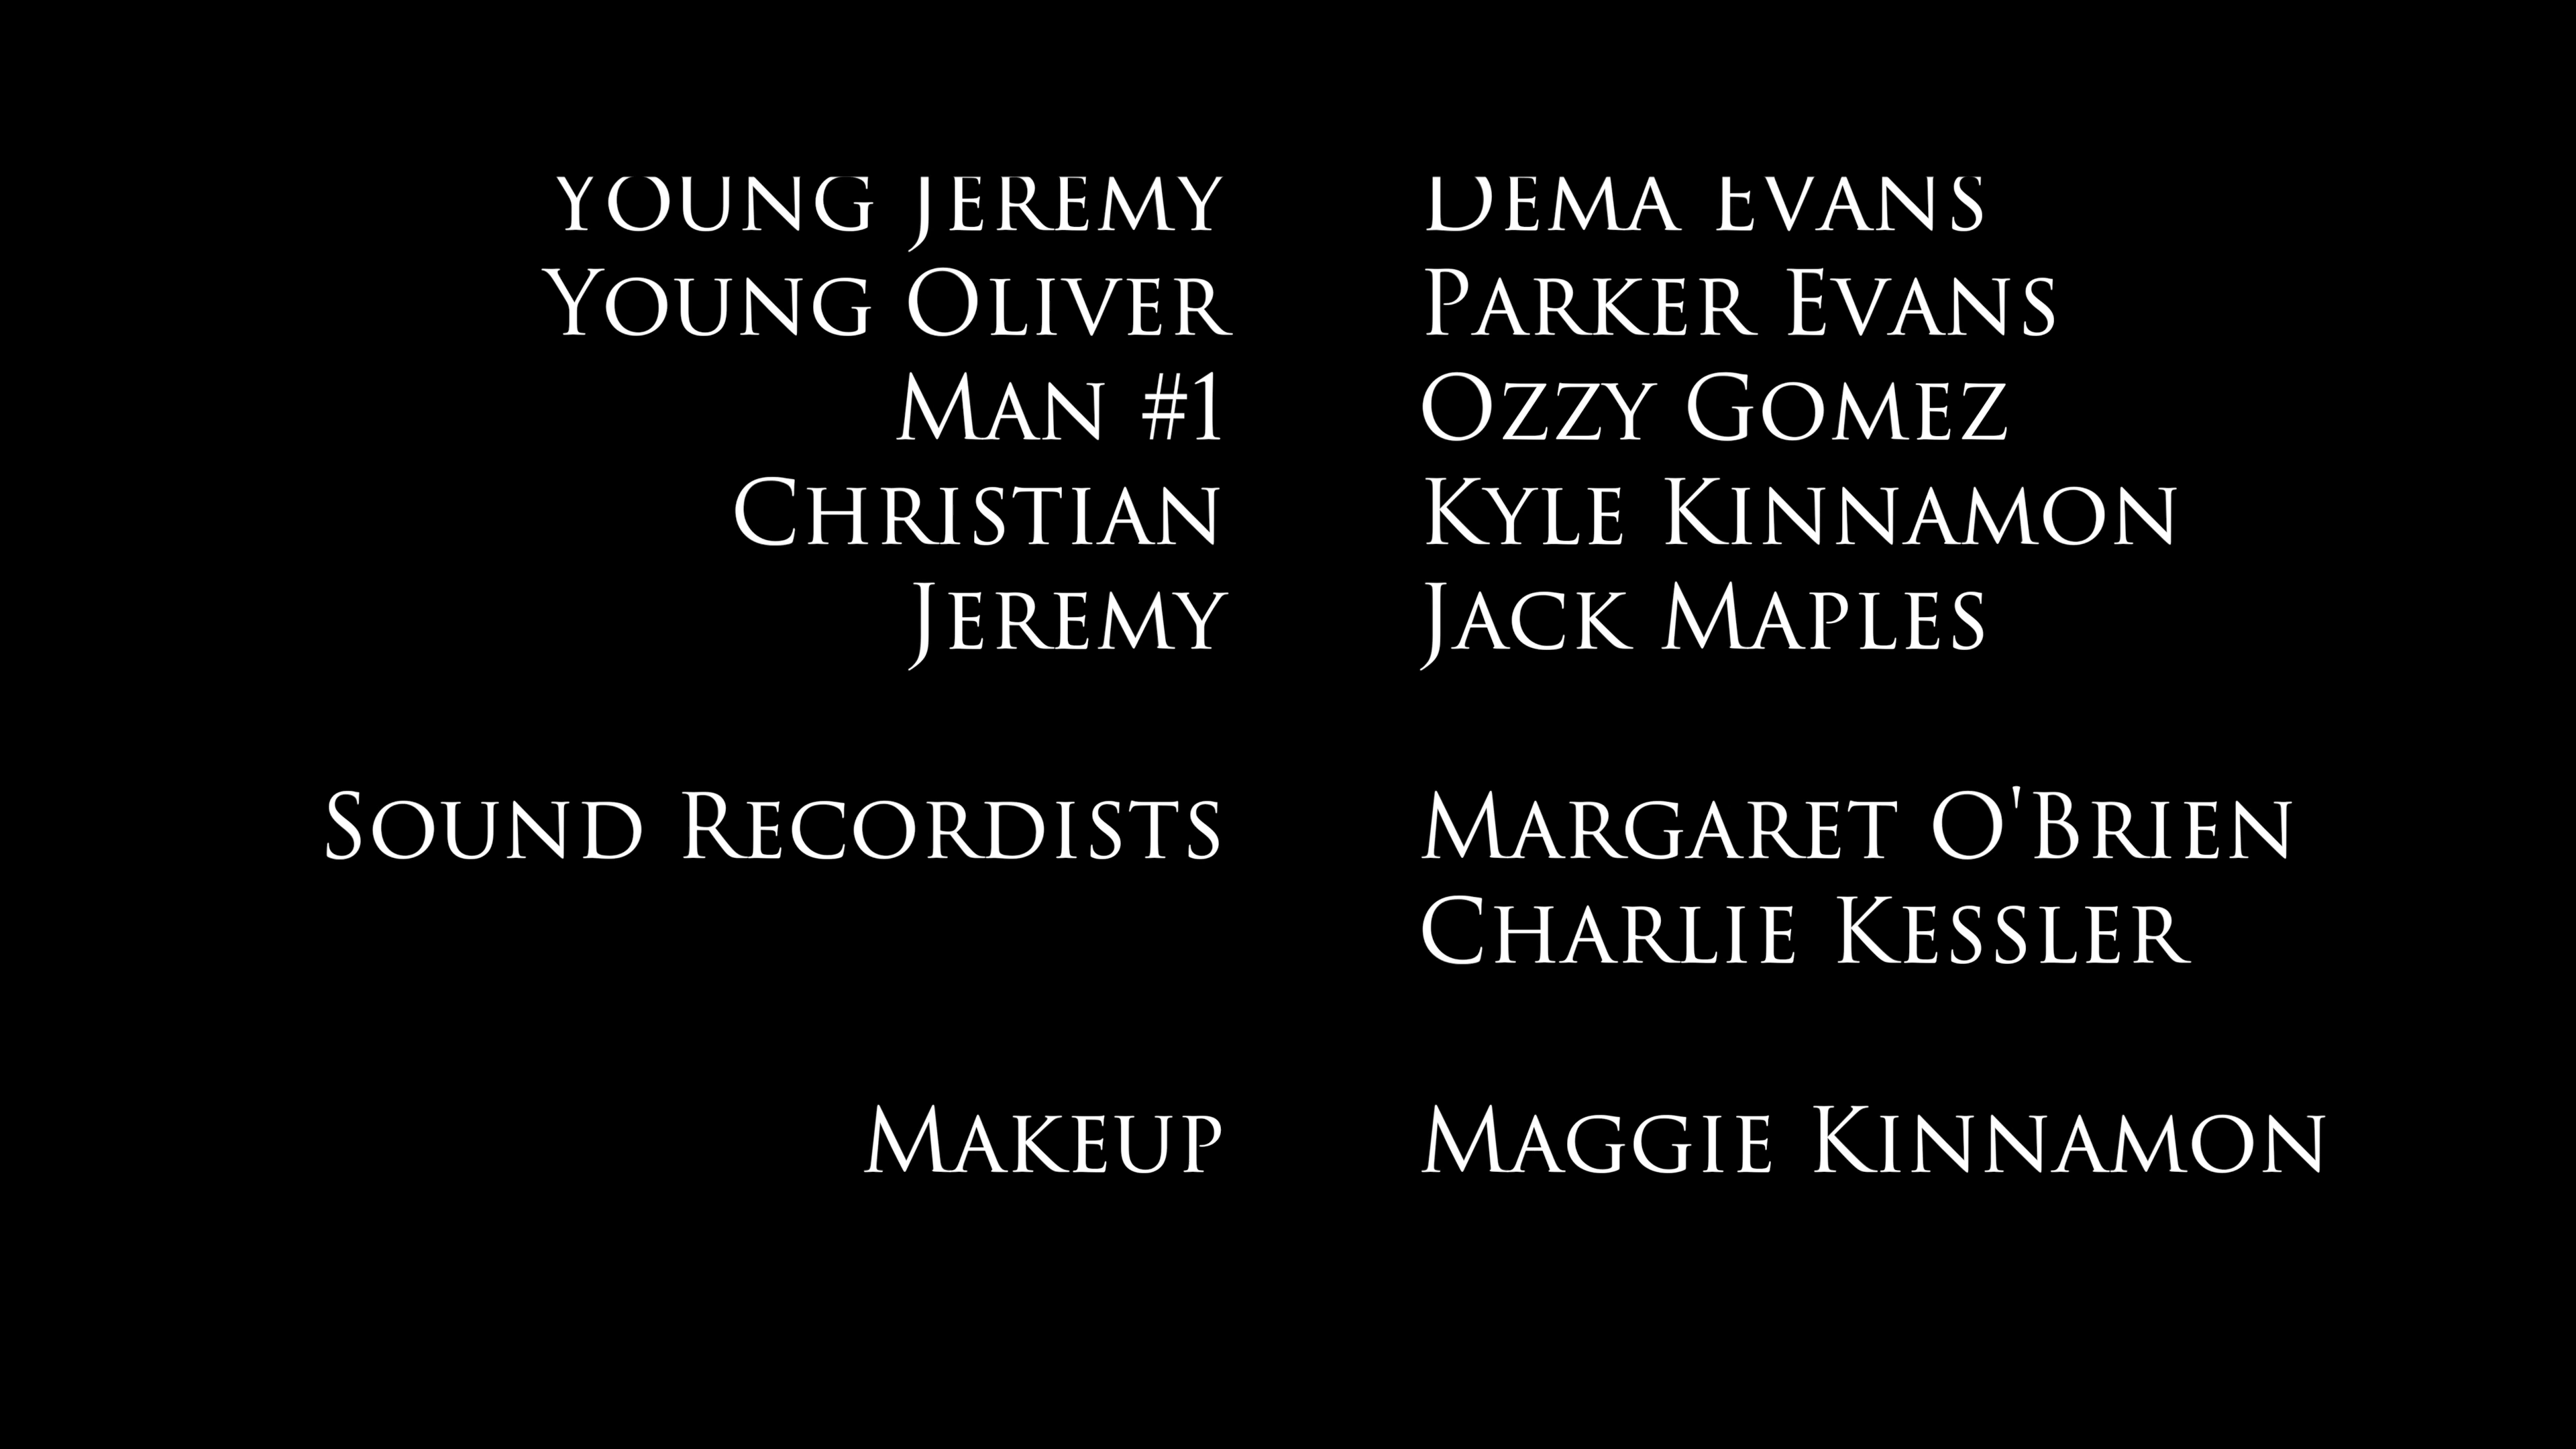 Young Jeremy Dema Evans
Young Oliver Parker Evans
Man #1 Ozzy Gomez
Christian Kyle Kinnamon
Jeremy Jack Maples
Sound Recordists Margaret O'Brien
Charlie Kessler
Makeup Maggie Kinnamon